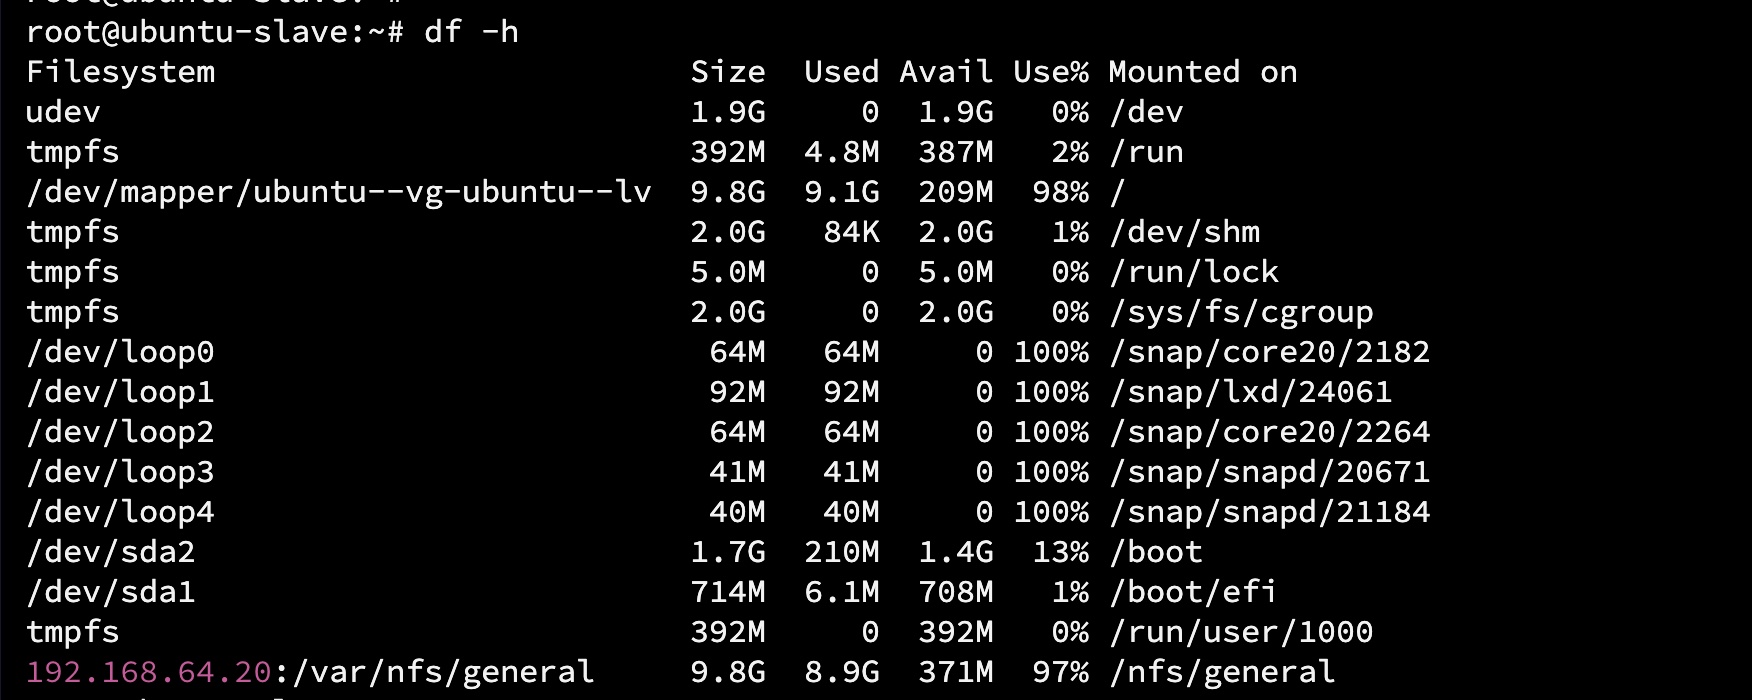 root@ubuntu-slave:~# df -h
Filesystem                         Size  Used Avail Use% Mounted on
udev                               1.9G     0  1.9G   0% /dev
tmpfs                              392M  4.8M  387M   2% /run
/dev/mapper/ubuntu--vg-ubuntu--lv  9.8G  9.1G  209M  98% /
tmpfs                              2.0G   84K  2.0G   1% /dev/shm
tmpfs                              5.0M     0  5.0M   0% /run/lock
tmpfs                              2.0G     0  2.0G   0% /sys/fs/cgroup
/dev/loop0                          64M   64M     0 100% /snap/core20/2182
/dev/loop1                          92M   92M     0 100% /snap/lxd/24061
/dev/loop2                          64M   64M     0 100% /snap/core20/2264
/dev/loop3                          41M   41M     0 100% /snap/snapd/20671
/dev/loop4                          40M   40M     0 100% /snap/snapd/21184
/dev/sda2                          1.7G  210M  1.4G  13% /boot
/dev/sda1                          714M  6.1M  708M   1% /boot/efi
tmpfs                              392M     0  392M   0% /run/user/1000
192.168.64.20:/var/nfs/general     9.8G  8.9G  371M  97% /nfs/general